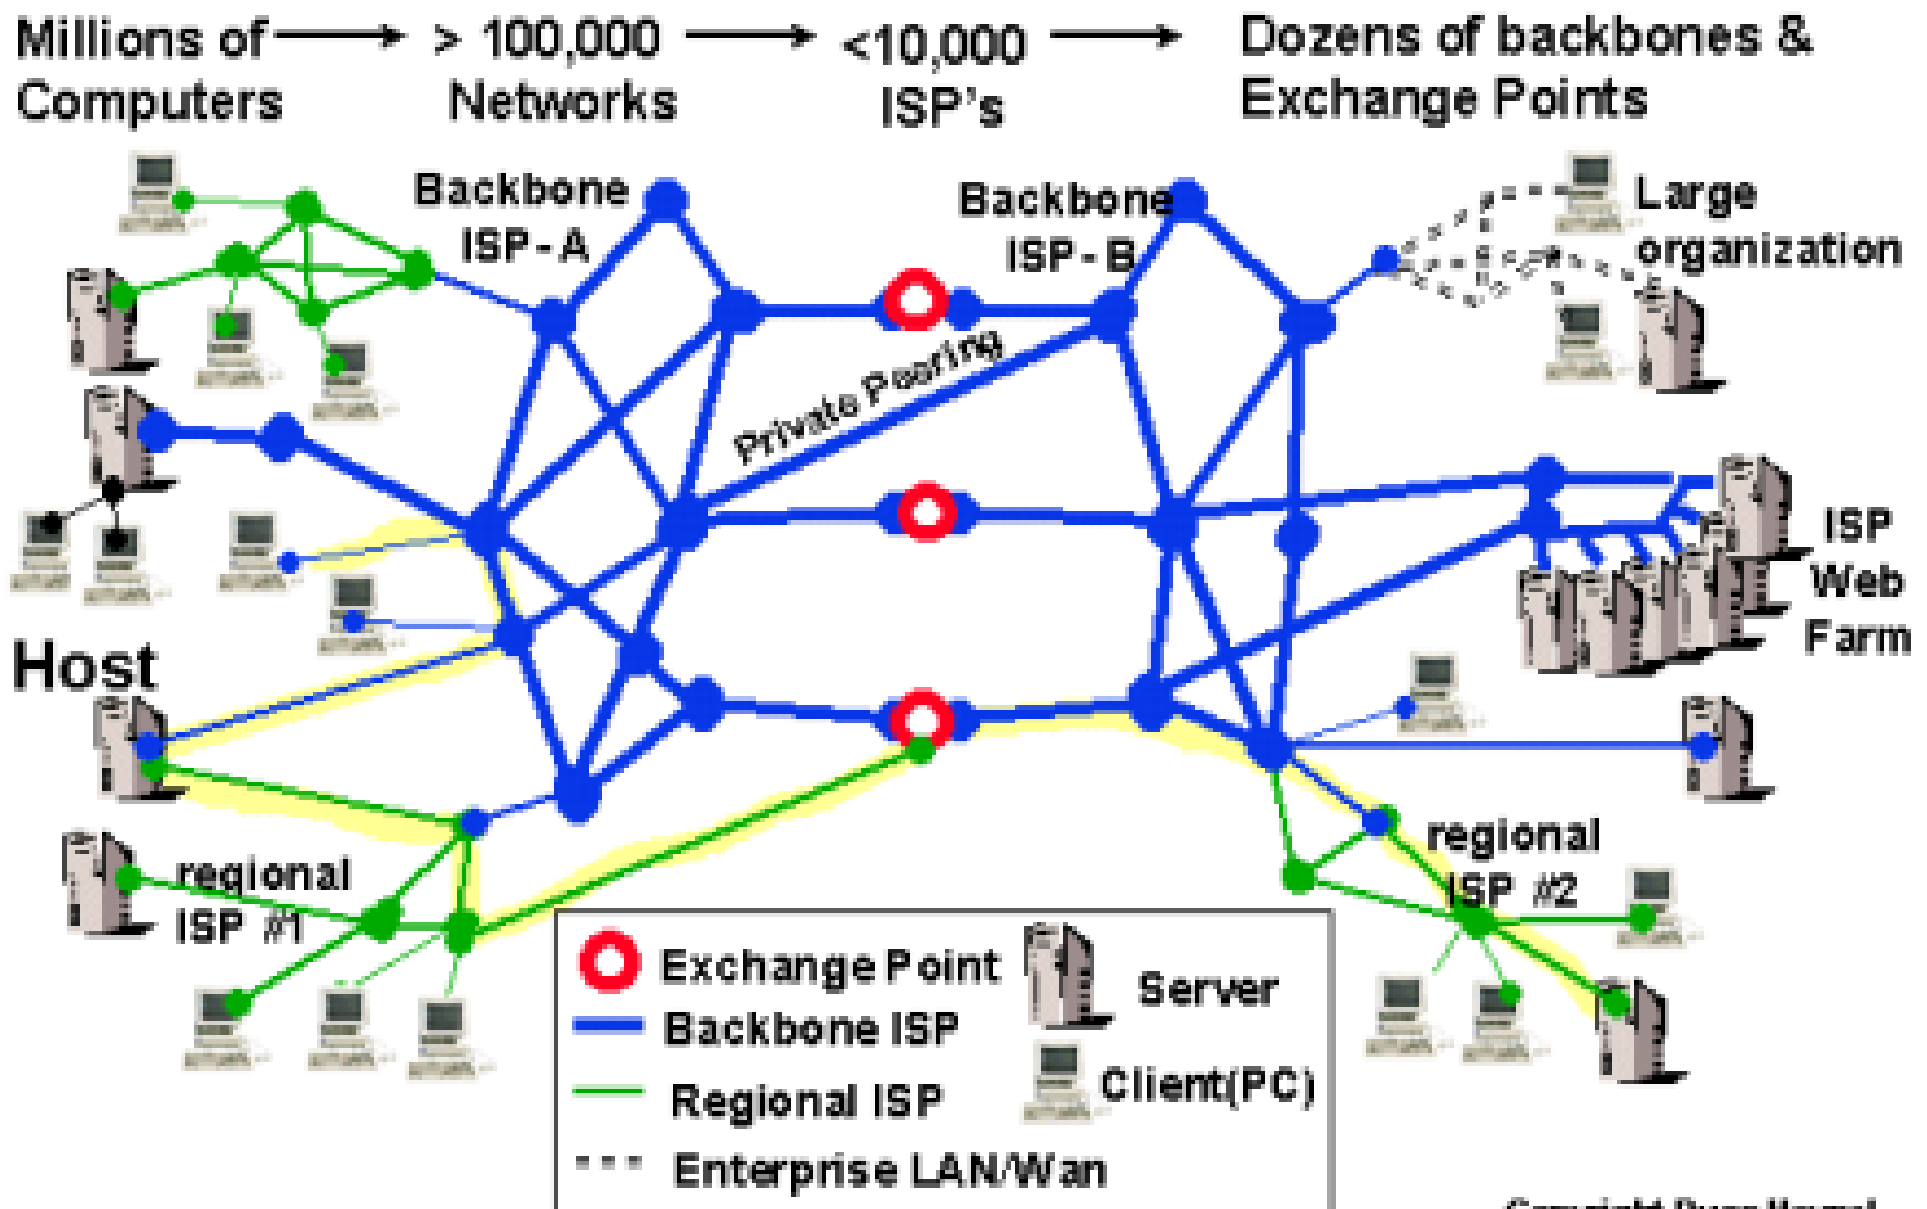 Millions of → > 100,000 → <10,000 → Dozens of backbones &
Computers Networks ISP's Exchange Points
Backbone
ISP-A
Backbone
ISP-B
Large
organization
Private Peering
ISP
Web
Farm
Host
regional
ISP #1
regional
ISP #2
Exchange Point
Server
Backbone ISP
Regional ISP
Client(PC)
Enterprise LAN/Wan